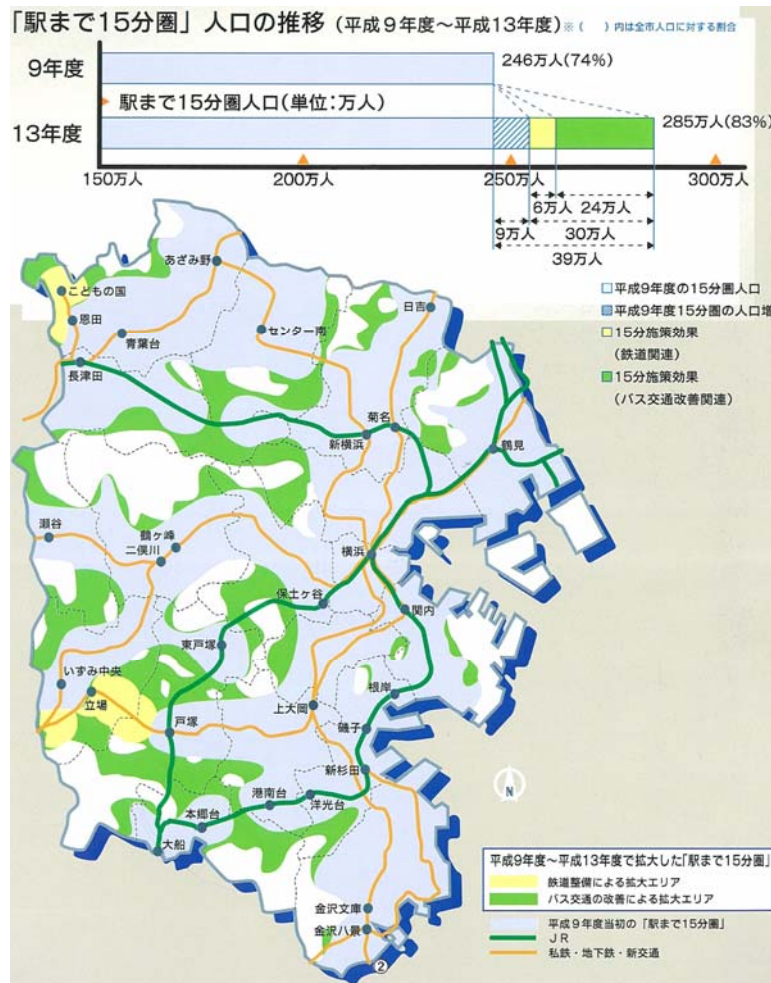 「駅まで15分圏」人口の推移 (平成9年度~平成13年度) ※( )内は全市人口に対する割合
9年度
246万人(74%)
駅まで15分圏人口(単位:万人)
13年度
285万人(83%)
150万人
200万人
250万人
300万人
6万人
24万人
9万人
30万人
39万人
平成9年度の15分圏人口
平成9年度15分圏の人口増
15分施策効果
(鉄道関連)
15分施策効果
(バス交通改善関連)
あざみ野
こどもの国
日吉
恩田
センター南
青葉台
長津田
菊名
新横浜
鶴見
瀬谷
鶴ヶ峰
二俣川
横浜
保土ヶ谷
関内
東戸塚
いずみ中央
根岸
立場
上大岡
戸塚
磯子
新杉田
港南台
洋光台
本郷台
大船
N
金沢文庫
金沢八景
2
平成9年度~平成13年度で拡大した「駅まで15分圏」
鉄道整備による拡大エリア
バス交通の改善による拡大エリア
平成9年度当初の「駅まで15分圏」
JR
私鉄・地下鉄・新交通